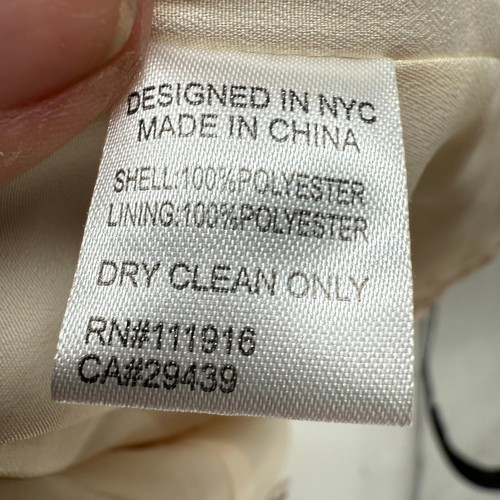 DESIGNED IN NYC
MADE IN CHINA
SHELL:100%POLYESTER
LINING:100%POLYESTER
DRY CLEAN ONLY
RN#111916
CA#29439